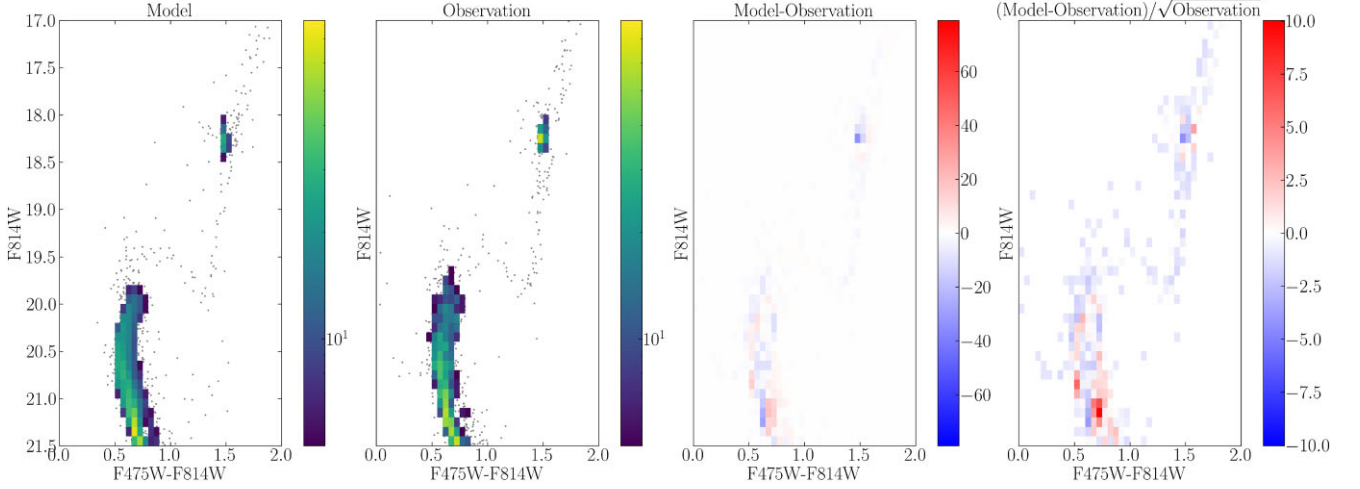 Model
Observation
Model-Observation
(Model-Observation)/√Observation
17.0
17.5
18.0
18.5
19.0
19.5
20.0
20.5
21.0
21.5
F814W
0.0 0.5 1.0 1.5 2.0
F475W-F814W
10¹
F814W
0.0 0.5 1.0 1.5 2.0
F475W-F814W
10¹
F814W
0.0 0.5 1.0 1.5 2.0
F475W-F814W
60
40
20
0
−20
−40
−60
F814W
0.0 0.5 1.0 1.5 2.0
F475W-F814W
10.0
7.5
5.0
2.5
0.0
−2.5
−5.0
−7.5
−10.0